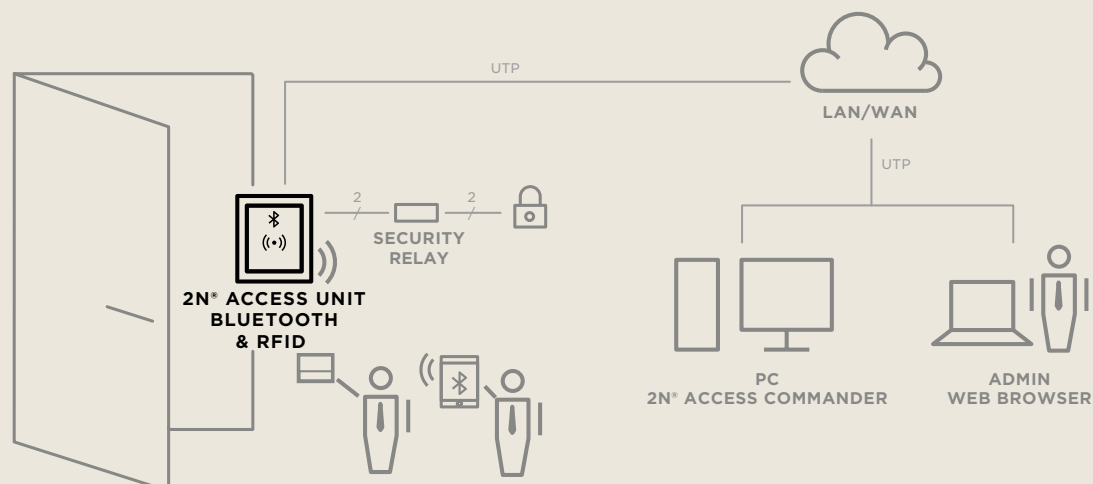 UTP
LAN/WAN
UTP
2
2
SECURITY
RELAY
2N® ACCESS UNIT
BLUETOOTH
& RFID
PC
2N® ACCESS COMMANDER
ADMIN
WEB BROWSER